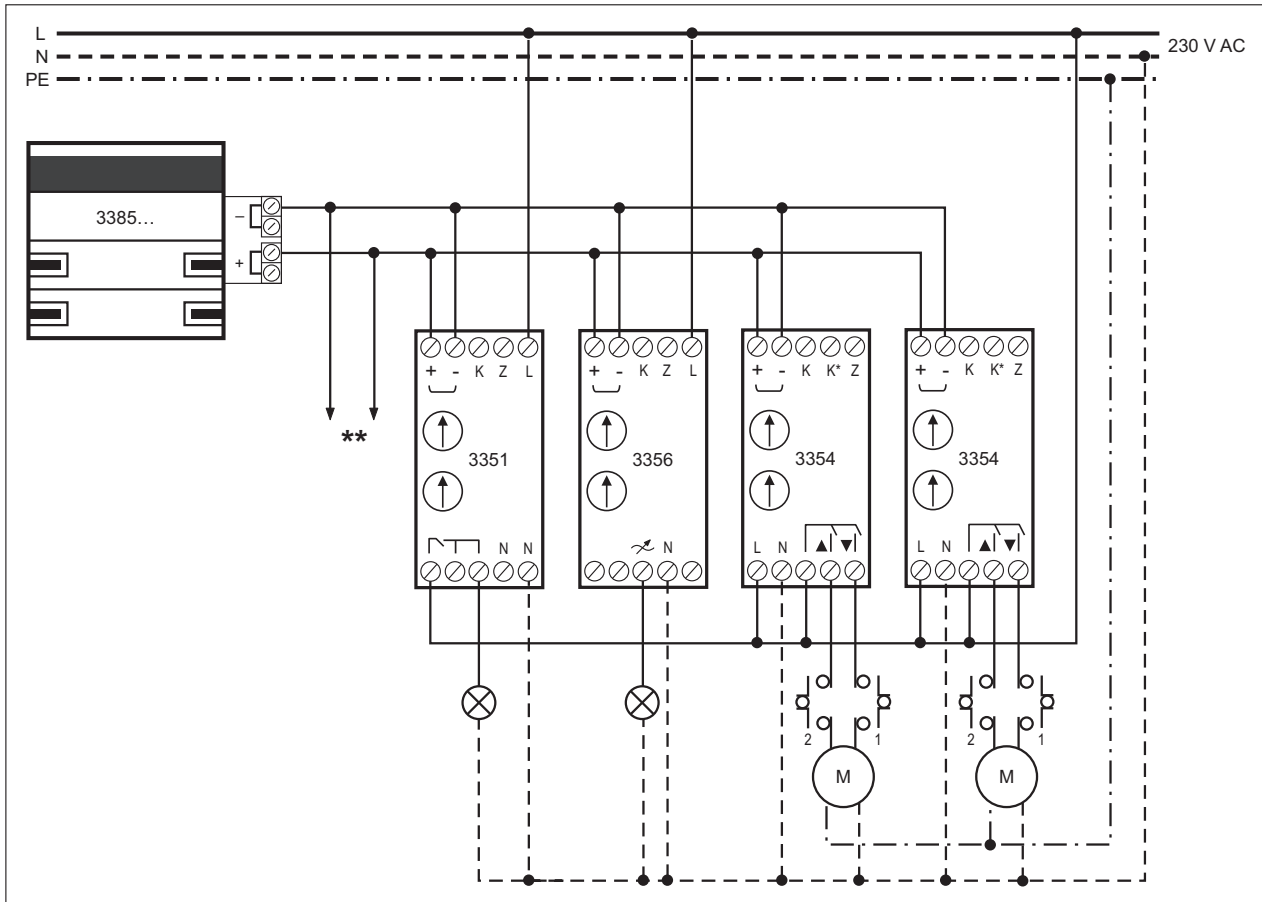 L
N
PE
230 V AC
3385...
–
+
+ - K Z L
+ - K Z L
+ - K K* Z
+ - K K* Z
**
3351
3356
3354
3354
N N
N
L N
L N
2 1
2 1
M
M